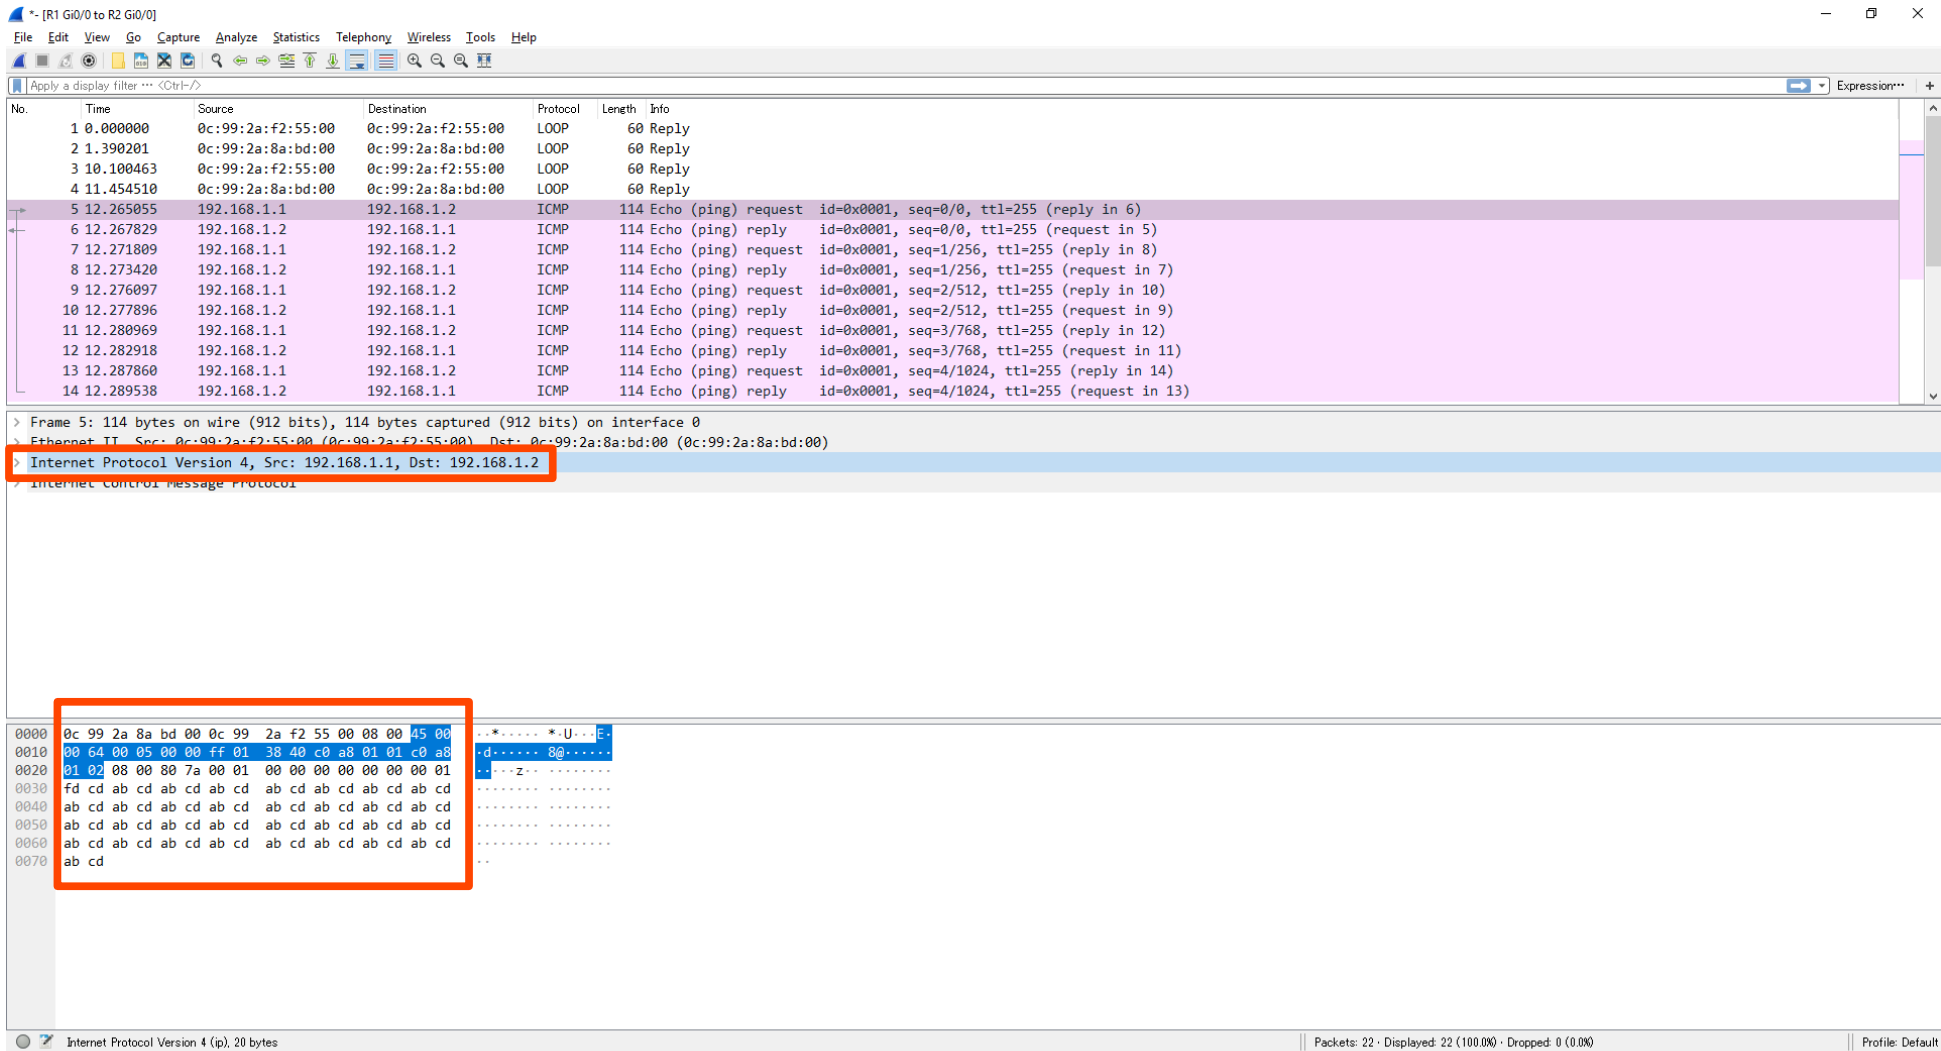 *- [R1 Gi0/0 to R2 Gi0/0]
File Edit View Go Capture Analyze Statistics Telephony Wireless Tools Help
Apply a display filter ··· <Ctrl-/> Expression··· +
No. Time Source Destination Protocol Length Info
1 0.000000 0c:99:2a:f2:55:00 0c:99:2a:f2:55:00 LOOP 60 Reply
2 1.390201 0c:99:2a:8a:bd:00 0c:99:2a:8a:bd:00 LOOP 60 Reply
3 10.100463 0c:99:2a:f2:55:00 0c:99:2a:f2:55:00 LOOP 60 Reply
4 11.454510 0c:99:2a:8a:bd:00 0c:99:2a:8a:bd:00 LOOP 60 Reply
5 12.265055 192.168.1.1 192.168.1.2 ICMP 114 Echo (ping) request id=0x0001, seq=0/0, ttl=255 (reply in 6)
6 12.267829 192.168.1.2 192.168.1.1 ICMP 114 Echo (ping) reply id=0x0001, seq=0/0, ttl=255 (request in 5)
7 12.271809 192.168.1.1 192.168.1.2 ICMP 114 Echo (ping) request id=0x0001, seq=1/256, ttl=255 (reply in 8)
8 12.273420 192.168.1.2 192.168.1.1 ICMP 114 Echo (ping) reply id=0x0001, seq=1/256, ttl=255 (request in 7)
9 12.276097 192.168.1.1 192.168.1.2 ICMP 114 Echo (ping) request id=0x0001, seq=2/512, ttl=255 (reply in 10)
10 12.277896 192.168.1.2 192.168.1.1 ICMP 114 Echo (ping) reply id=0x0001, seq=2/512, ttl=255 (request in 9)
11 12.280969 192.168.1.1 192.168.1.2 ICMP 114 Echo (ping) request id=0x0001, seq=3/768, ttl=255 (reply in 12)
12 12.282918 192.168.1.2 192.168.1.1 ICMP 114 Echo (ping) reply id=0x0001, seq=3/768, ttl=255 (request in 11)
13 12.287860 192.168.1.1 192.168.1.2 ICMP 114 Echo (ping) request id=0x0001, seq=4/1024, ttl=255 (reply in 14)
14 12.289538 192.168.1.2 192.168.1.1 ICMP 114 Echo (ping) reply id=0x0001, seq=4/1024, ttl=255 (request in 13)
> Frame 5: 114 bytes on wire (912 bits), 114 bytes captured (912 bits) on interface 0
> Ethernet II, Src: 0c:99:2a:f2:55:00 (0c:99:2a:f2:55:00), Dst: 0c:99:2a:8a:bd:00 (0c:99:2a:8a:bd:00)
> Internet Protocol Version 4, Src: 192.168.1.1, Dst: 192.168.1.2
> Internet Control Message Protocol
0000 0c 99 2a 8a bd 00 0c 99 2a f2 55 00 08 00 45 00 ··*····· *·U···E·
0010 00 64 00 05 00 00 ff 01 38 40 c0 a8 01 01 c0 a8 ·d······ 8@······
0020 01 02 08 00 80 7a 00 01 00 00 00 00 00 00 00 01 ·····z·· ········
0030 fd cd ab cd ab cd ab cd ab cd ab cd ab cd ab cd ········ ········
0040 ab cd ab cd ab cd ab cd ab cd ab cd ab cd ab cd ········ ········
0050 ab cd ab cd ab cd ab cd ab cd ab cd ab cd ab cd ········ ········
0060 ab cd ab cd ab cd ab cd ab cd ab cd ab cd ab cd ········ ········
0070 ab cd ··
Internet Protocol Version 4 (ip), 20 bytes Packets: 22 · Displayed: 22 (100.0%) · Dropped: 0 (0.0%) Profile: Default